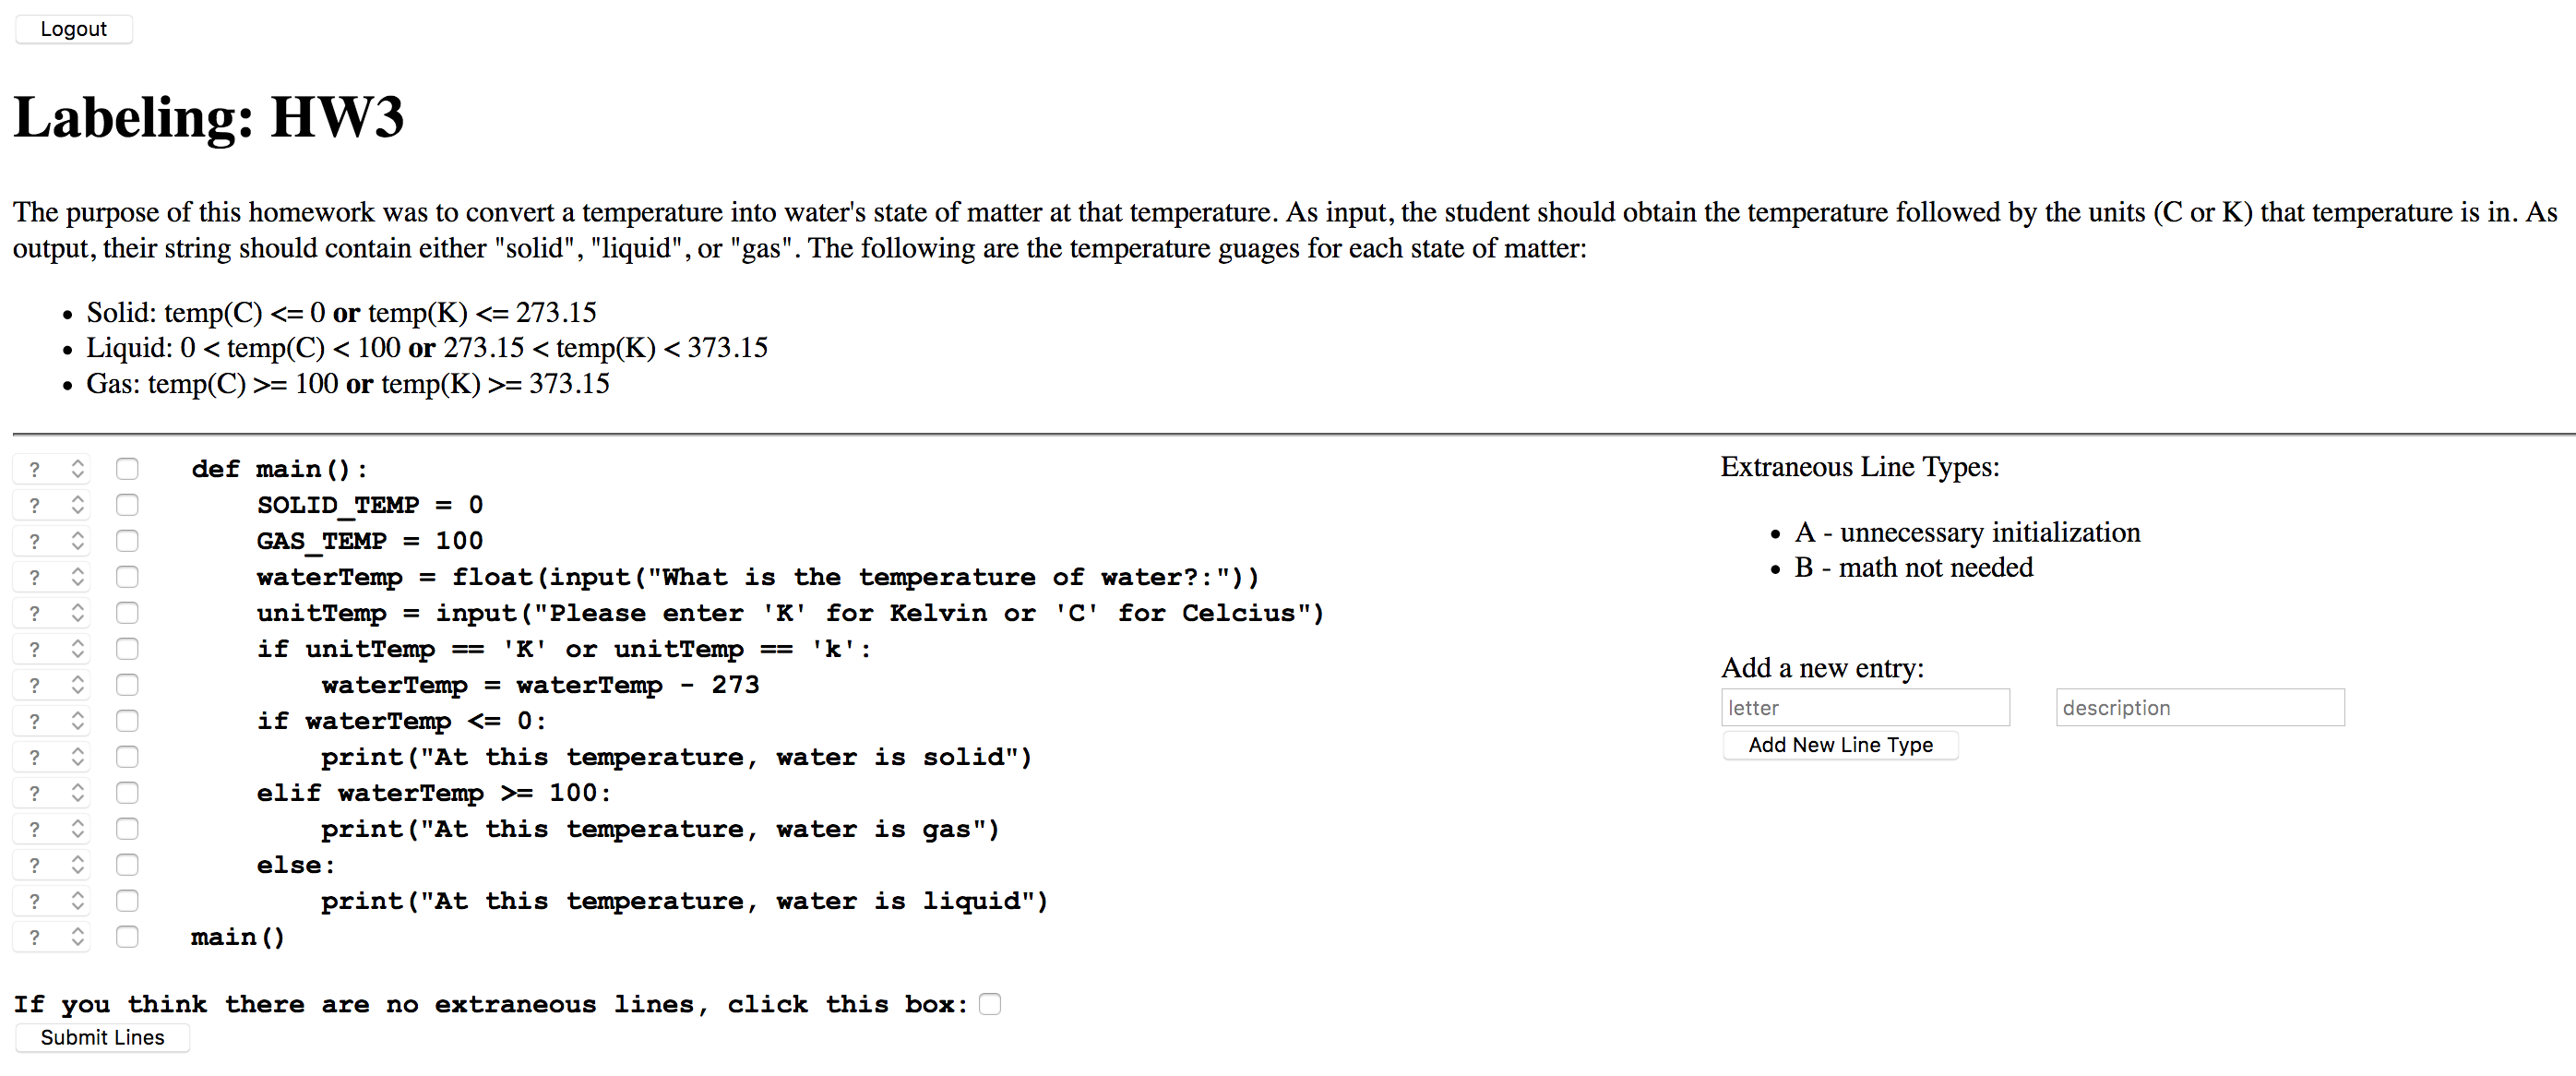 Logout
Labeling: HW3
The purpose of this homework was to convert a temperature into water's state of matter at that temperature. As input, the student should obtain the temperature followed by the units (C or K) that temperature is in. As
output, their string should contain either "solid", "liquid", or "gas". The following are the temperature guages for each state of matter:
• Solid: temp(C) <= 0 or temp(K) <= 273.15
• Liquid: 0 < temp(C) < 100 or 273.15 < temp(K) < 373.15
• Gas: temp(C) >= 100 or temp(K) >= 373.15
? def main():
? SOLID_TEMP = 0
? GAS_TEMP = 100
? waterTemp = float(input("What is the temperature of water?:"))
? unitTemp = input("Please enter 'K' for Kelvin or 'C' for Celcius")
? if unitTemp == 'K' or unitTemp == 'k':
? waterTemp = waterTemp - 273
? if waterTemp <= 0:
? print("At this temperature, water is solid")
? elif waterTemp >= 100:
? print("At this temperature, water is gas")
? else:
? print("At this temperature, water is liquid")
? main()
If you think there are no extraneous lines, click this box:
Submit Lines
Extraneous Line Types:
• A - unnecessary initialization
• B - math not needed
Add a new entry:
letter description
Add New Line Type